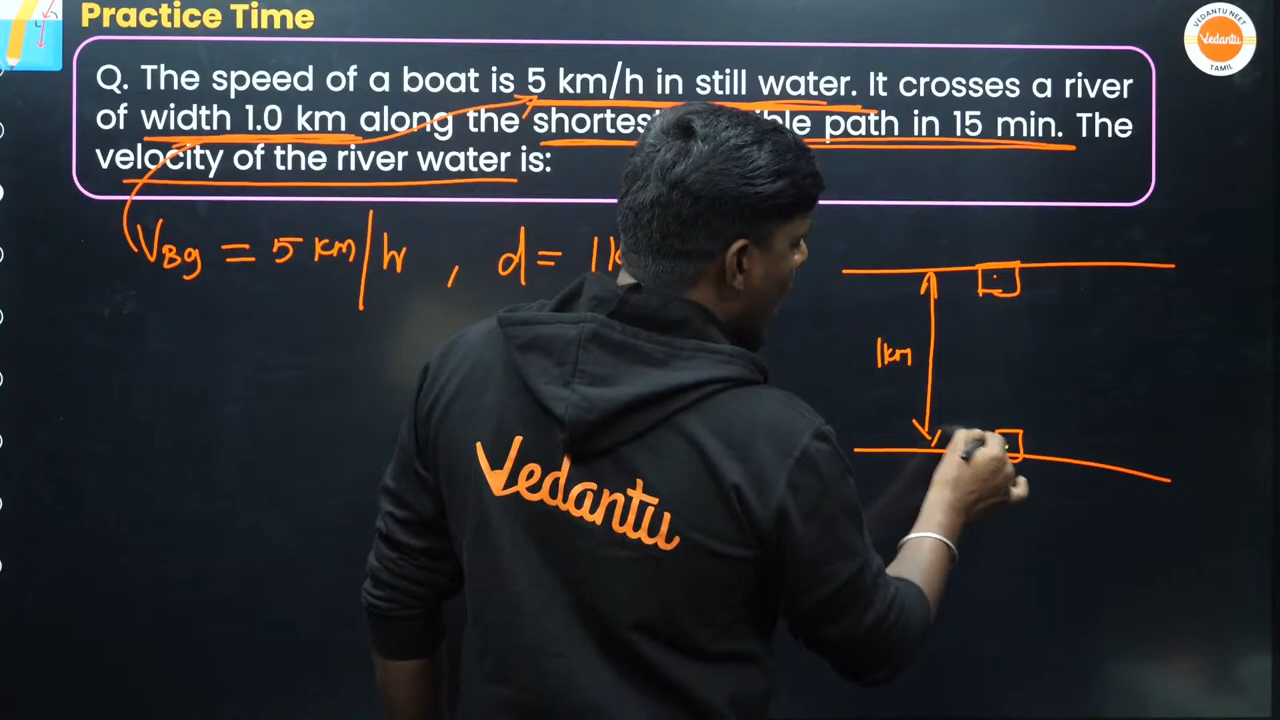 Practice Time
Q. The speed of a boat is 5 km/h in still water. It crosses a river
of width 1.0 km along the shortest path in 15 min. The
velocity of the river water is:
VBg = 5 km/hr , d = 1k
1km
Vedantu
VEDANTU NEET
Vedantu
TAMIL